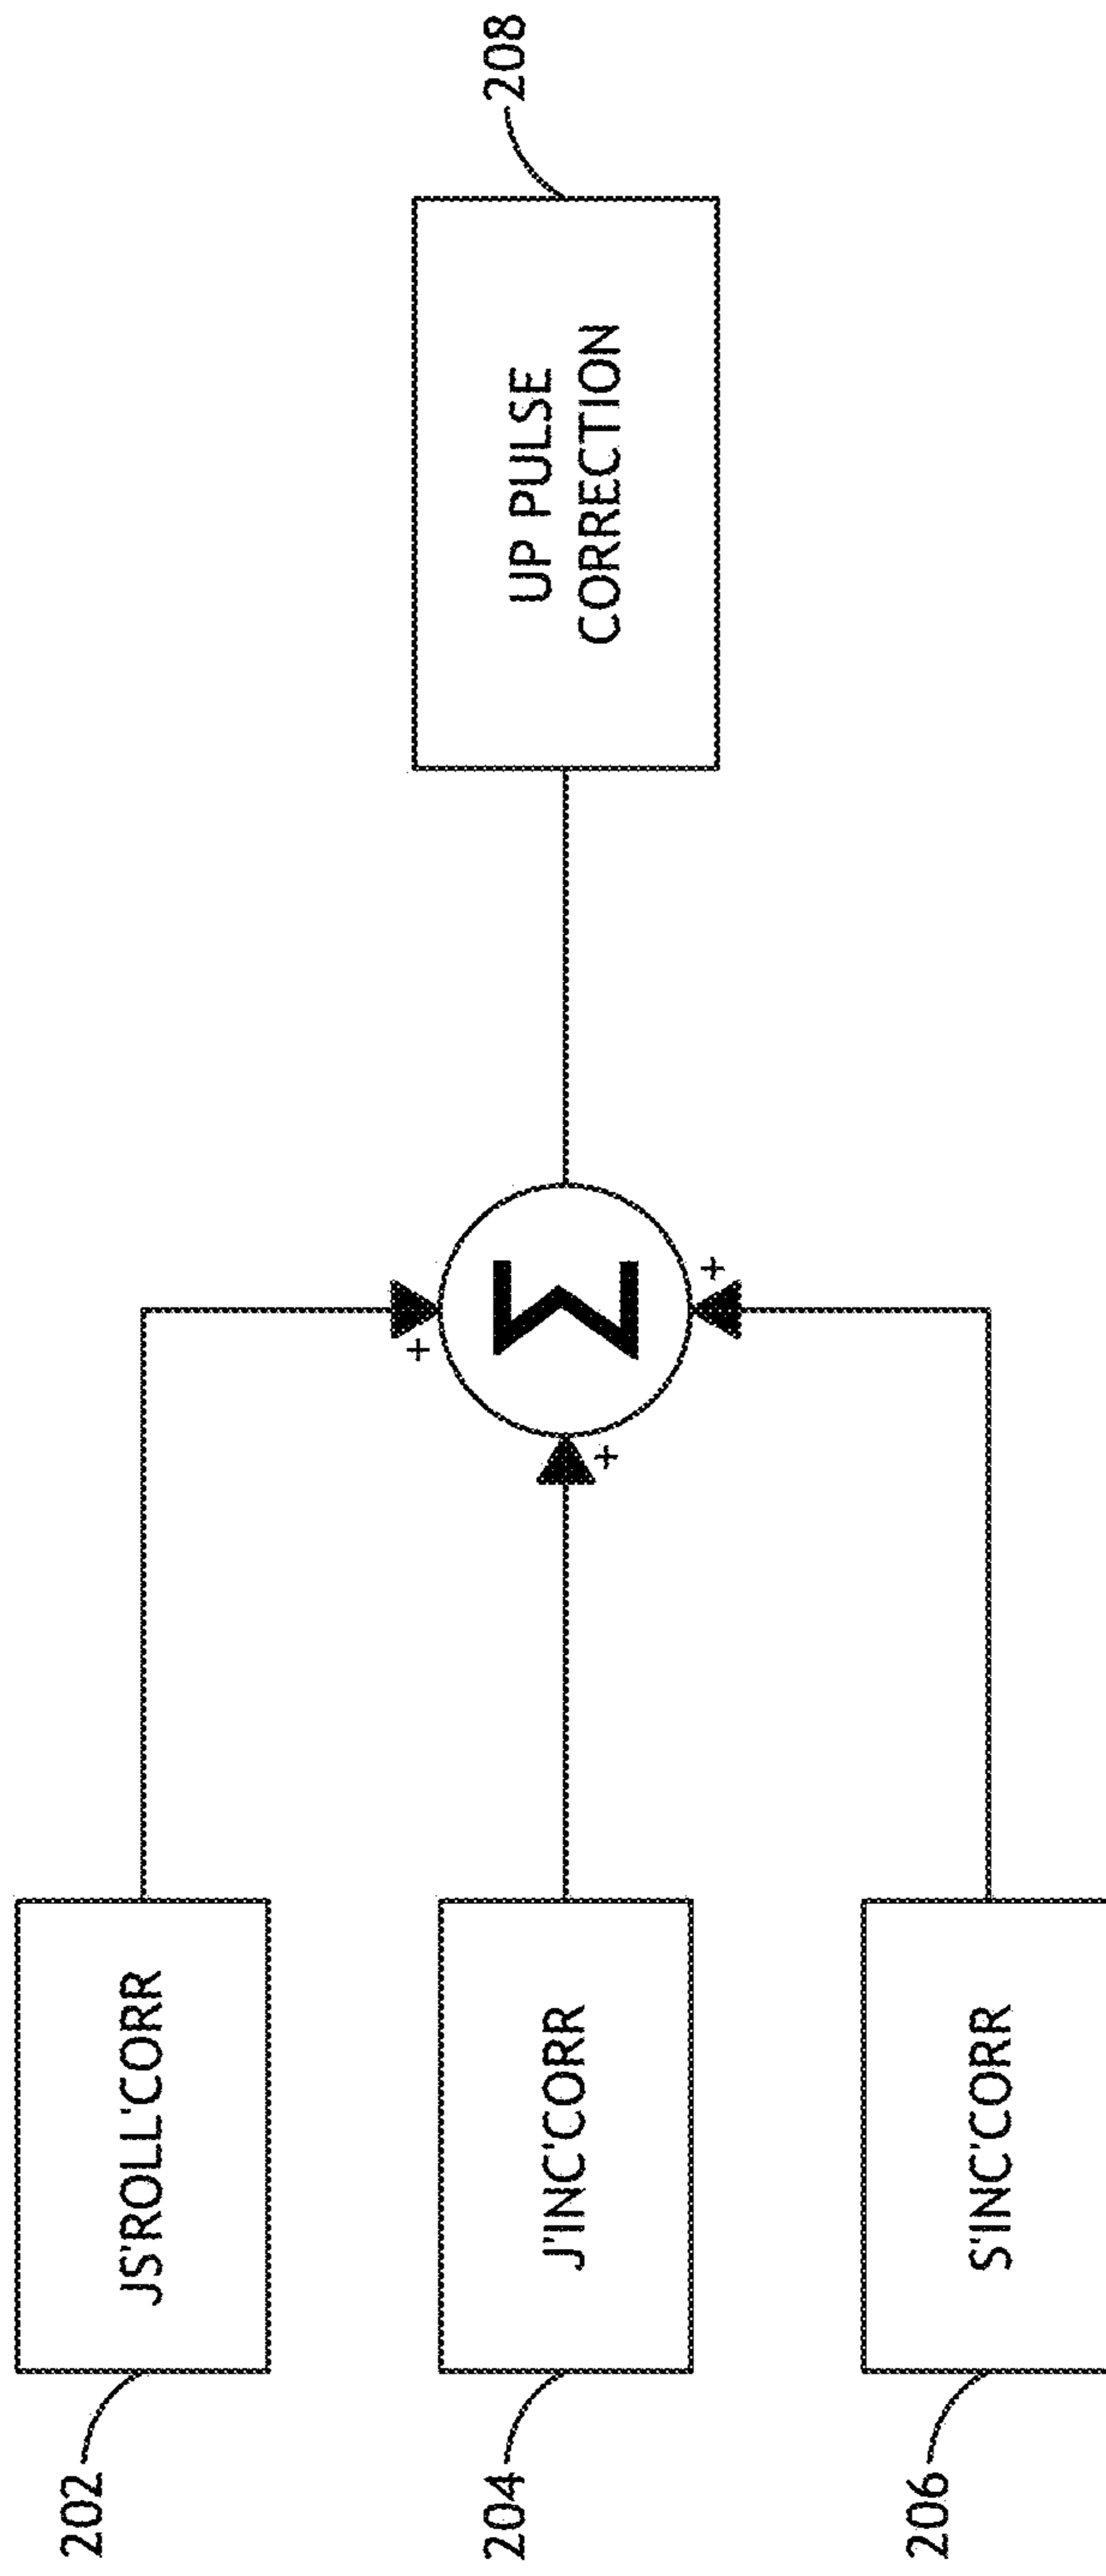 202
JS'ROLL'CORR
204
J'INC'CORR
206
S'INC'CORR
+
+
+
Σ
UP PULSE
CORRECTION
208